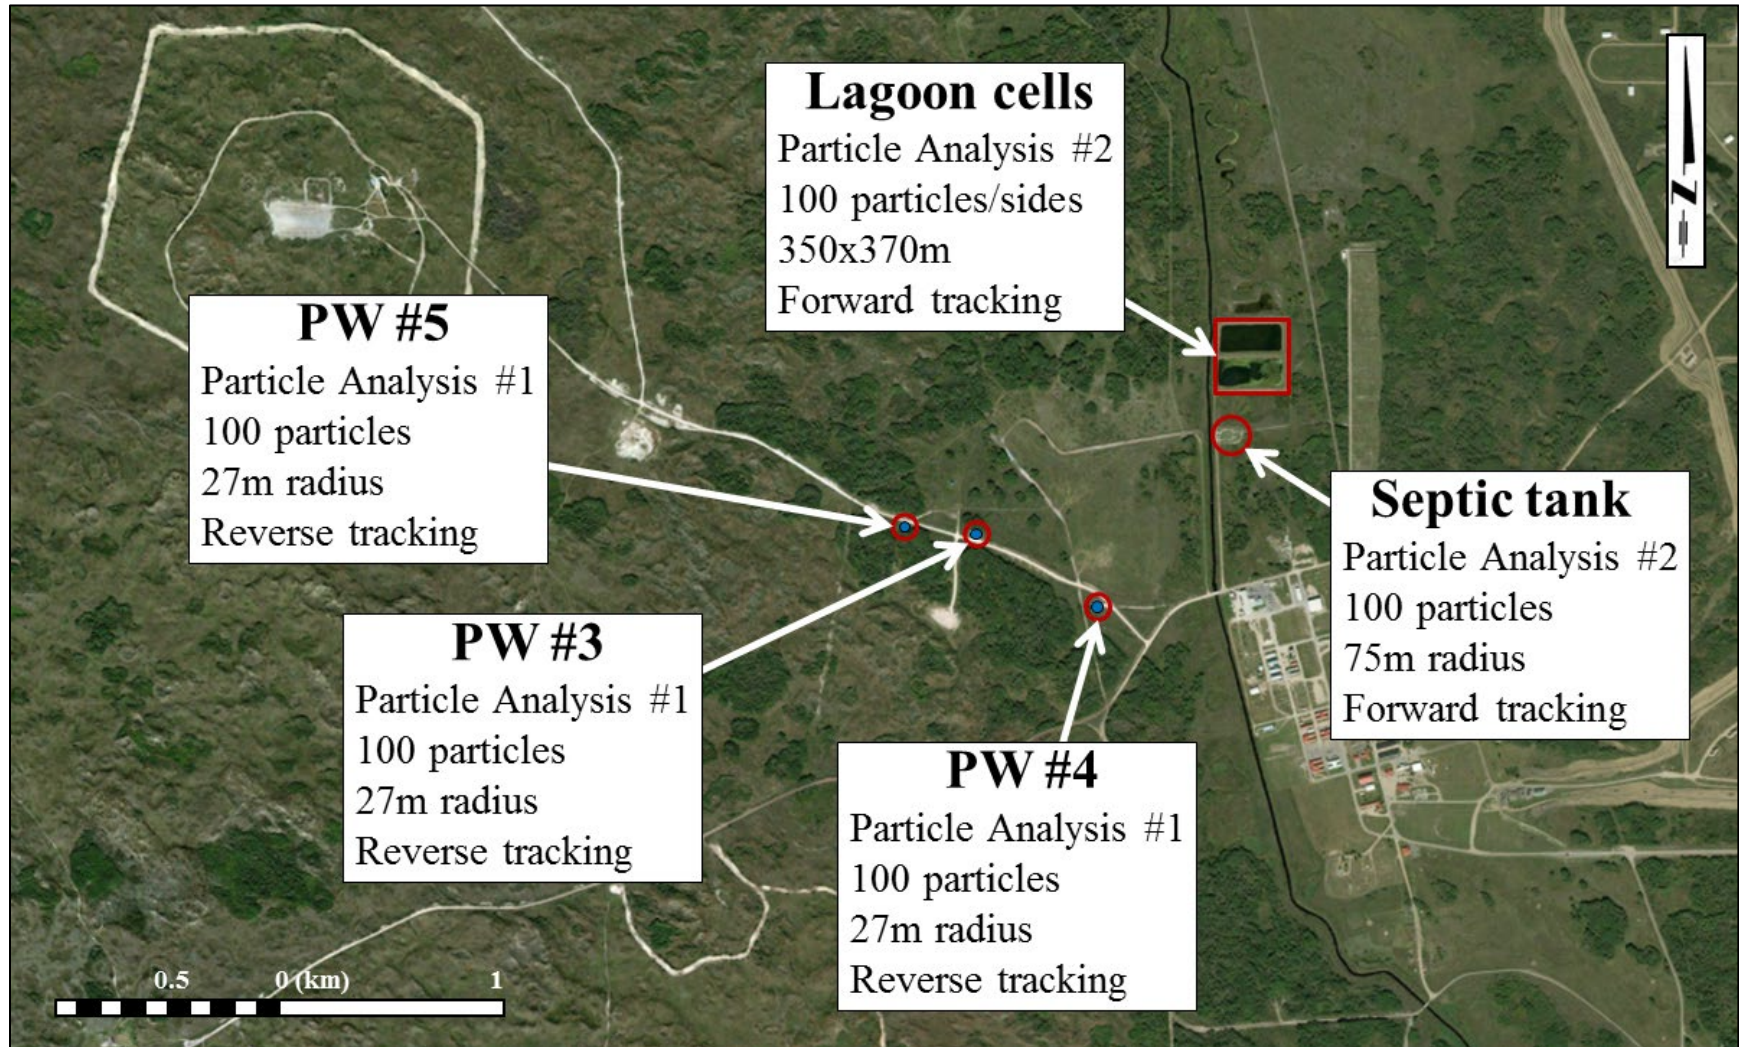 Lagoon cells
Particle Analysis #2
100 particles/sides
350x370m
Forward tracking
N
PW #5
Particle Analysis #1
100 particles
27m radius
Reverse tracking
Septic tank
Particle Analysis #2
100 particles
75m radius
Forward tracking
PW #3
Particle Analysis #1
100 particles
27m radius
Reverse tracking
PW #4
Particle Analysis #1
100 particles
27m radius
Reverse tracking
0.5 0 (km) 1